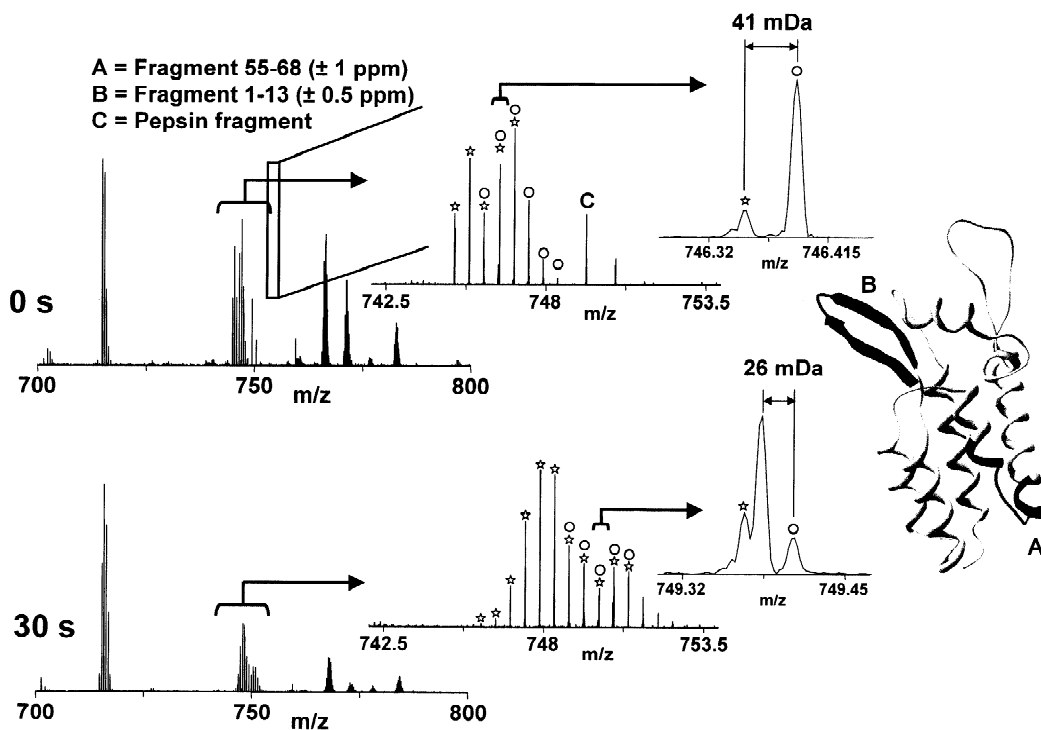 41 mDa
A = Fragment 55-68 (± 1 ppm)
B = Fragment 1-13 (± 0.5 ppm)
C = Pepsin fragment
C
746.32 746.415
m/z
0 s
742.5 748 753.5
m/z
B
700 750 800
m/z
26 mDa
A
749.32 749.45
m/z
30 s
742.5 748 753.5
m/z
700 750 800
m/z